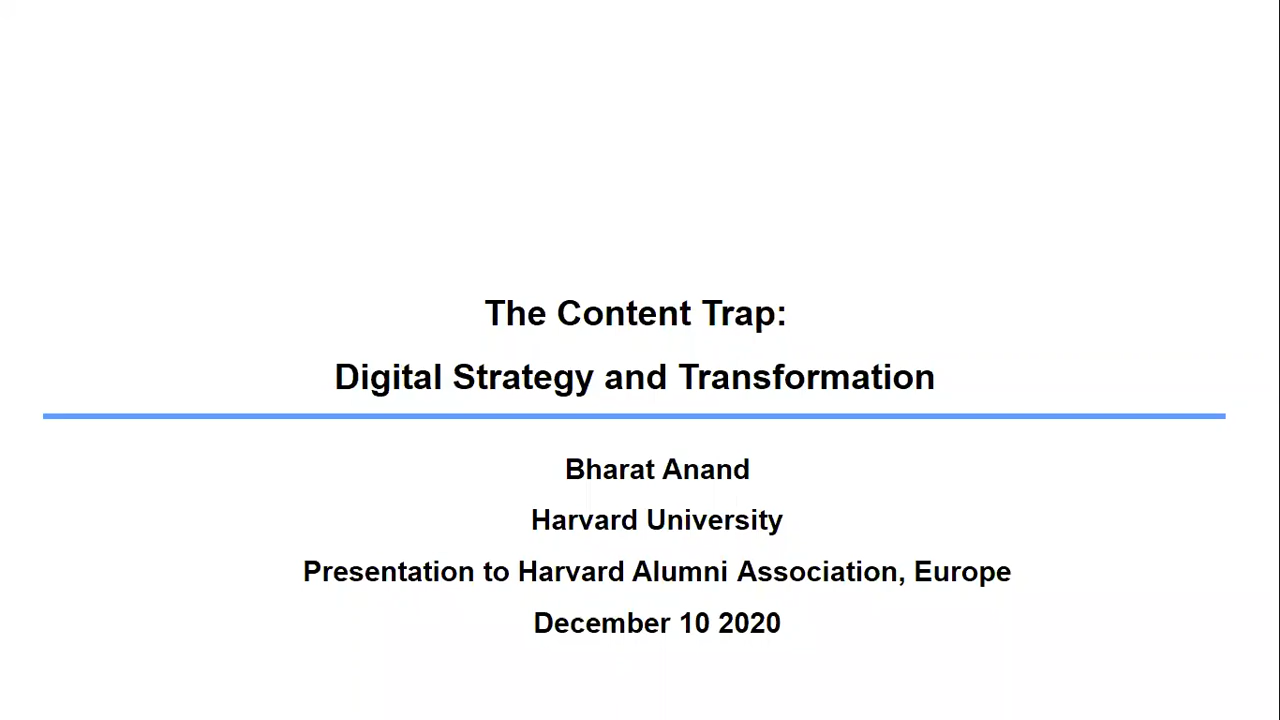 The Content Trap:
Digital Strategy and Transformation
Bharat Anand
Harvard University
Presentation to Harvard Alumni Association, Europe
December 10 2020